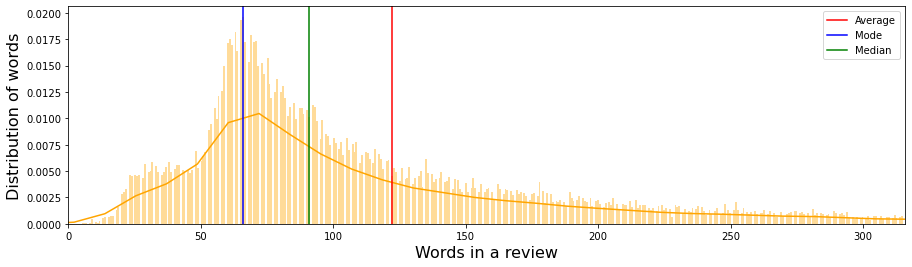 0.0200
0.0175
0.0150
0.0125
0.0100
0.0075
0.0050
0.0025
0.0000
Distribution of words
0 50 100 150 200 250 300
Words in a review
Average
Mode
Median